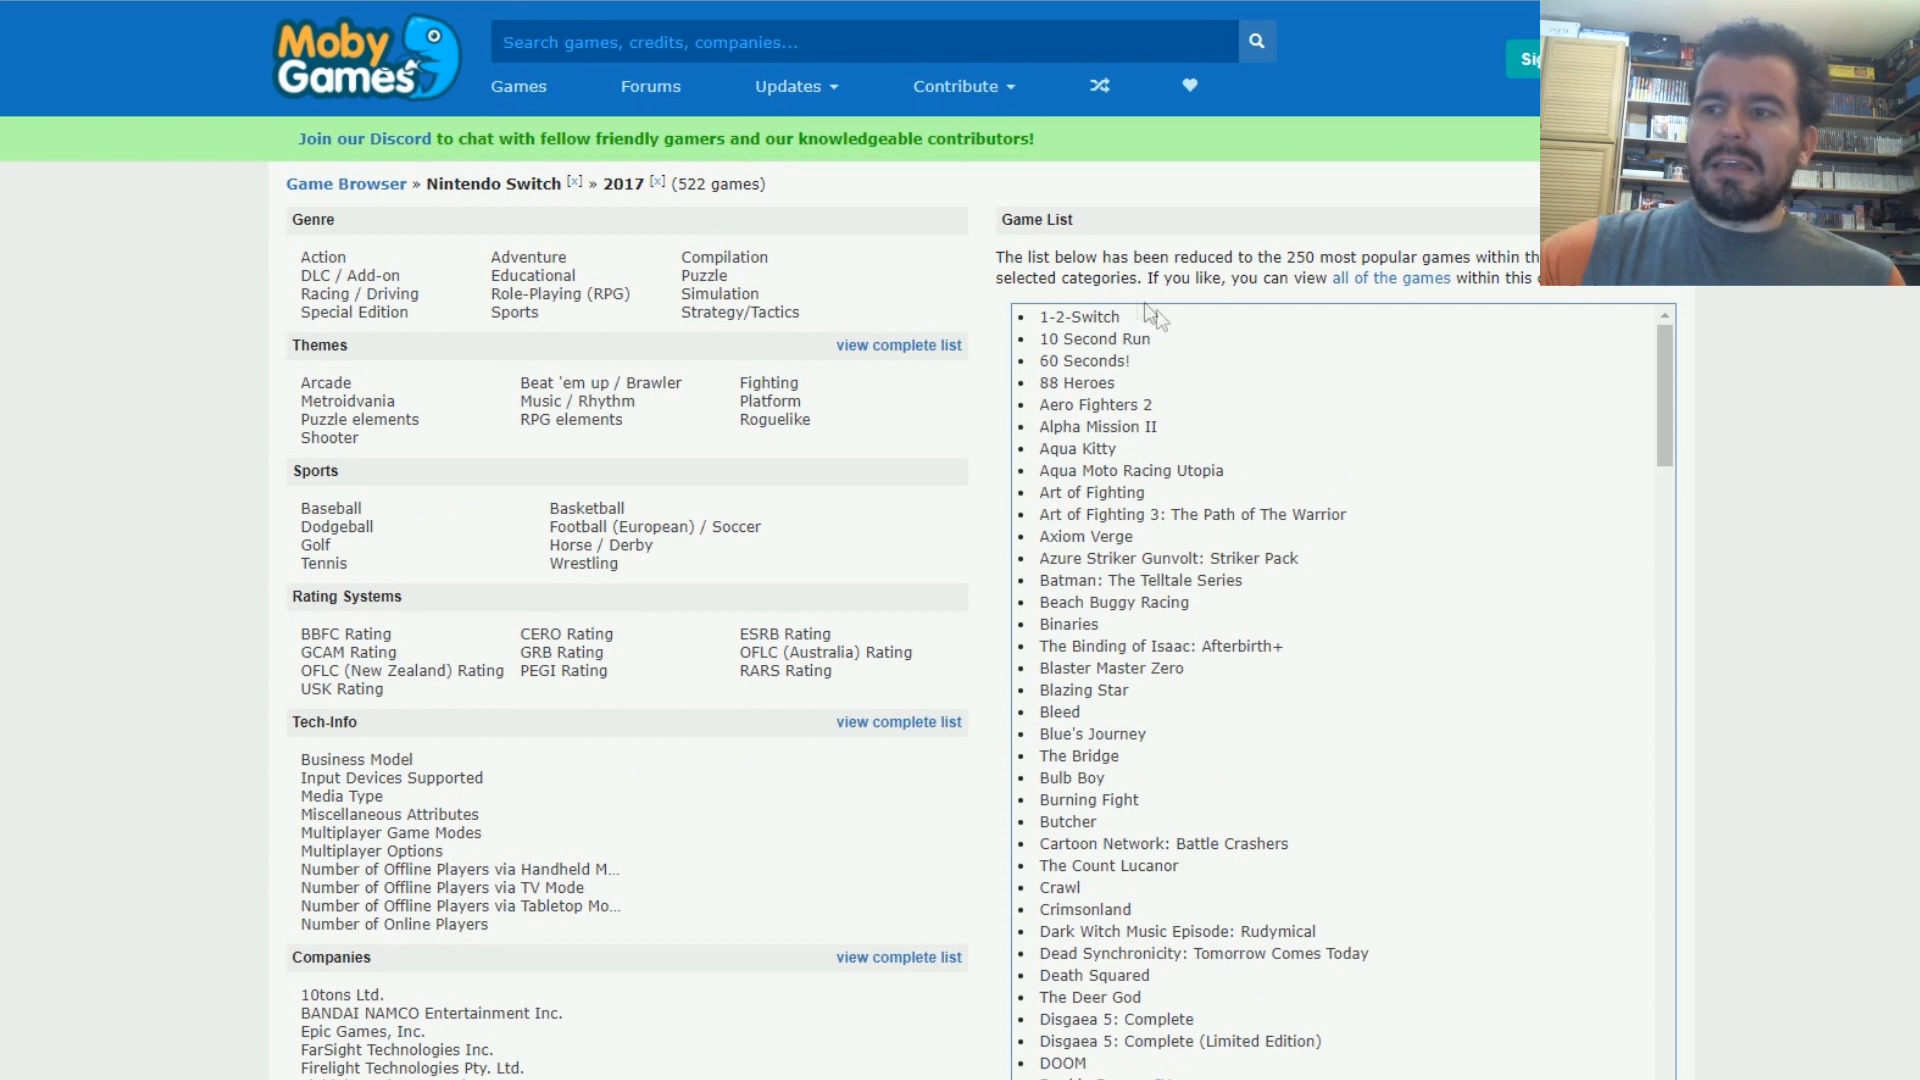 Moby Games
Search games, credits, companies...
Games Forums Updates Contribute
Join our Discord to chat with fellow friendly gamers and our knowledgeable contributors!
Game Browser » Nintendo Switch [x] » 2017 [x] (522 games)
Genre
Action Adventure Compilation
DLC / Add-on Educational Puzzle
Racing / Driving Role-Playing (RPG) Simulation
Special Edition Sports Strategy/Tactics
Themes view complete list
Arcade Beat 'em up / Brawler Fighting
Metroidvania Music / Rhythm Platform
Puzzle elements RPG elements Roguelike
Shooter
Sports
Baseball Basketball
Dodgeball Football (European) / Soccer
Golf Horse / Derby
Tennis Wrestling
Rating Systems
BBFC Rating CERO Rating ESRB Rating
GCAM Rating GRB Rating OFLC (Australia) Rating
OFLC (New Zealand) Rating PEGI Rating RARS Rating
USK Rating
Tech-Info view complete list
Business Model
Input Devices Supported
Media Type
Miscellaneous Attributes
Multiplayer Game Modes
Multiplayer Options
Number of Offline Players via Handheld M...
Number of Offline Players via TV Mode
Number of Offline Players via Tabletop Mo...
Number of Online Players
Companies view complete list
10tons Ltd.
BANDAI NAMCO Entertainment Inc.
Epic Games, Inc.
FarSight Technologies Inc.
Firelight Technologies Pty. Ltd.
Game List
The list below has been reduced to the 250 most popular games within th
selected categories. If you like, you can view all of the games within this
1-2-Switch
10 Second Run
60 Seconds!
88 Heroes
Aero Fighters 2
Alpha Mission II
Aqua Kitty
Aqua Moto Racing Utopia
Art of Fighting
Art of Fighting 3: The Path of The Warrior
Axiom Verge
Azure Striker Gunvolt: Striker Pack
Batman: The Telltale Series
Beach Buggy Racing
Binaries
The Binding of Isaac: Afterbirth+
Blaster Master Zero
Blazing Star
Bleed
Blue's Journey
The Bridge
Bulb Boy
Burning Fight
Butcher
Cartoon Network: Battle Crashers
The Count Lucanor
Crawl
Crimsonland
Dark Witch Music Episode: Rudymical
Dead Synchronicity: Tomorrow Comes Today
Death Squared
The Deer God
Disgaea 5: Complete
Disgaea 5: Complete (Limited Edition)
DOOM